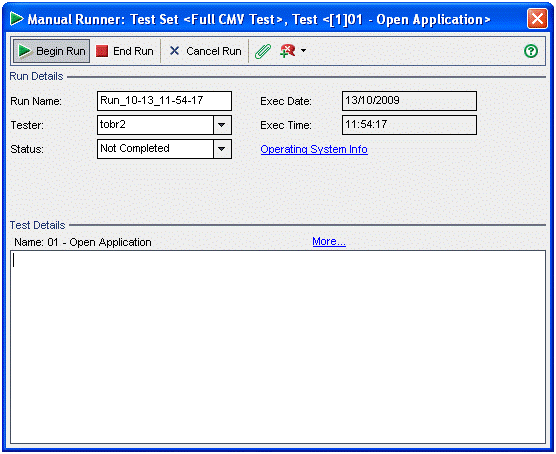 Manual Runner: Test Set <Full CMV Test>, Test <[1]01 - Open Application>
Begin Run End Run Cancel Run
Run Details
Run Name: Run_10-13_11-54-17 Exec Date: 13/10/2009
Tester: tobr2 Exec Time: 11:54:17
Status: Not Completed Operating System Info
Test Details
Name: 01 - Open Application More...